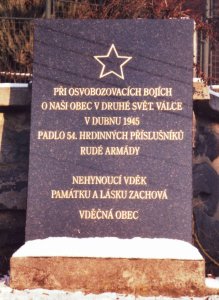 PŘI OSVOBOZOVACÍCH BOJÍCH
O NAŠI OBEC V DRUHÉ SVĚT. VÁLCE
V DUBNU 1945
PADLO 54. HRDINNÝCH PŘÍSLUŠNÍKŮ
RUDÉ ARMÁDY
NEHYNOUCÍ VDĚK
PAMÁTKU A LÁSKU ZACHOVÁ
VDĚČNÁ OBEC